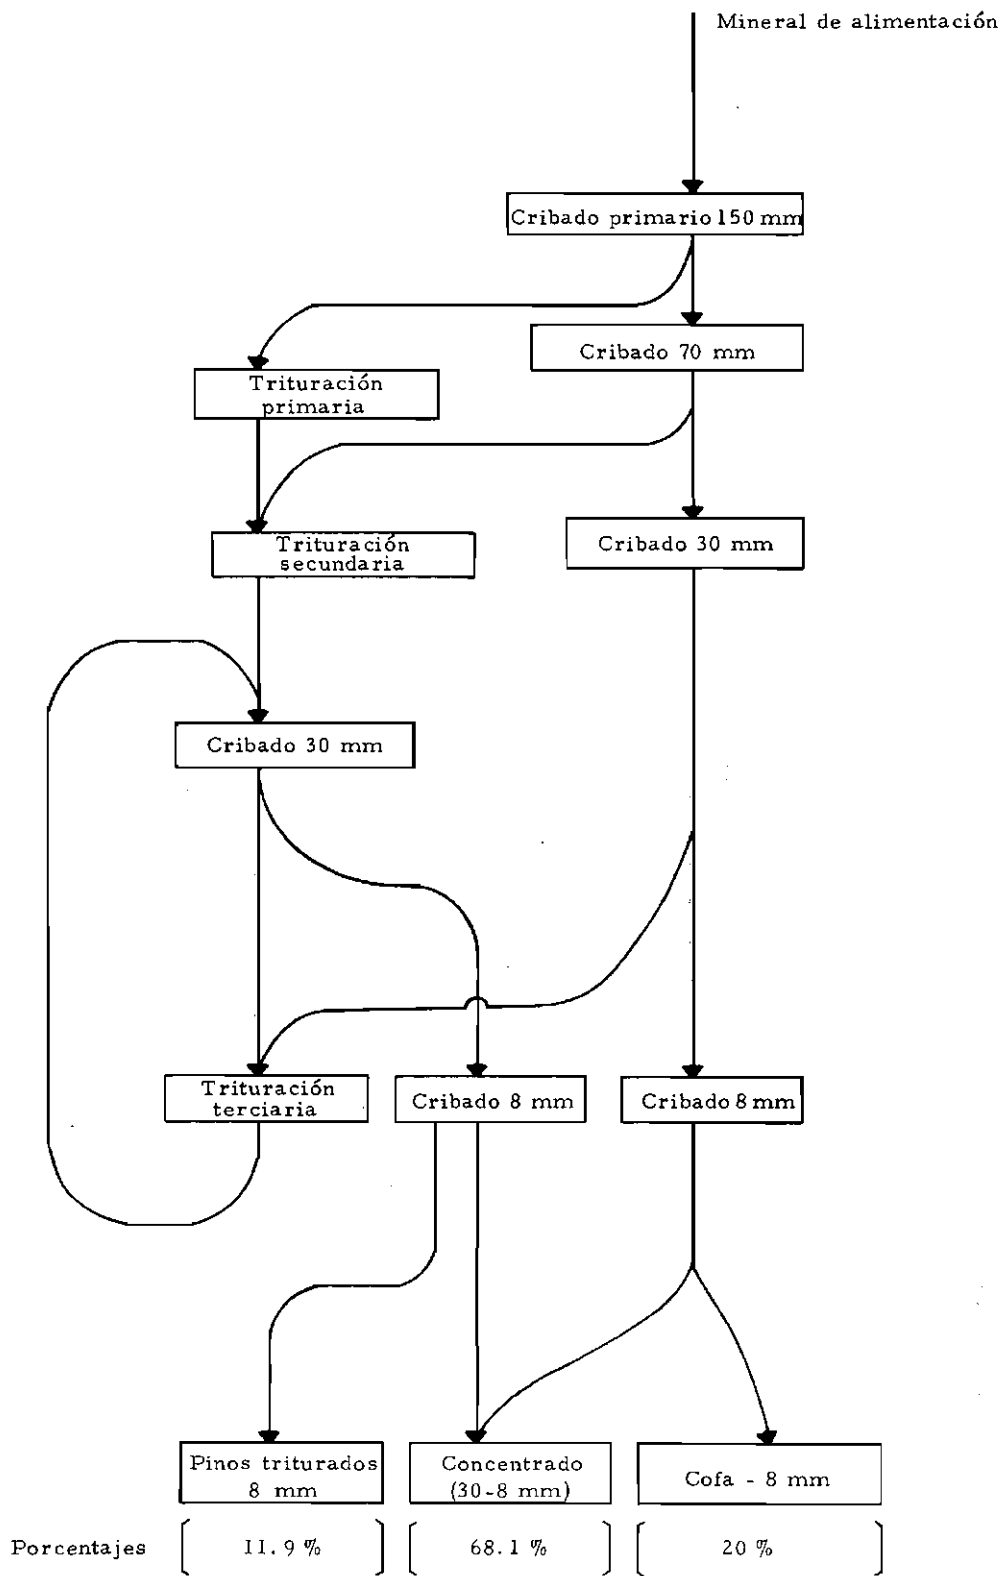 Mineral de alimentación
Cribado primario 150 mm
Cribado 70 mm
Trituración
primaria
Trituración
secundaria
Cribado 30 mm
Cribado 30 mm
Trituración
terciaria
Cribado 8 mm
Cribado 8 mm
Pinos triturados
8 mm
Concentrado
(30-8 mm)
Cofa - 8 mm
Porcentajes
11.9 %
68.1 %
20 %